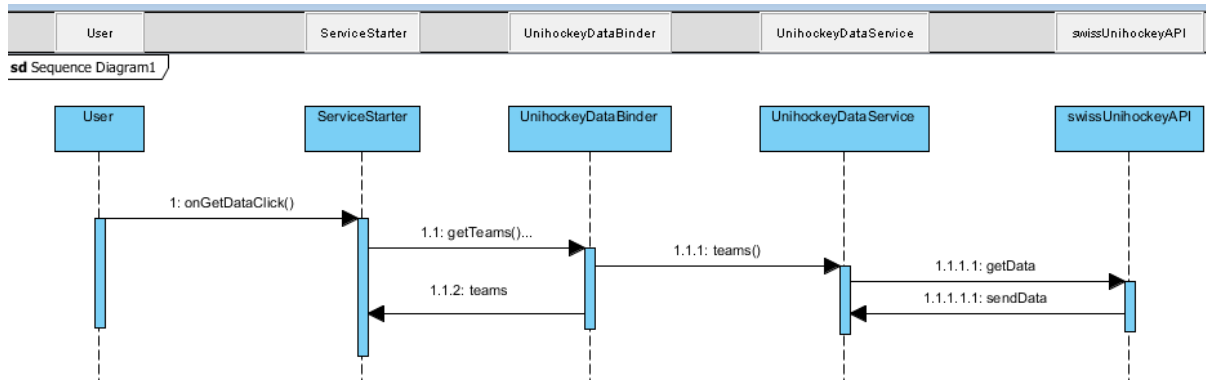 User ServiceStarter UnihockeyDataBinder UnihockeyDataService swissUnihockeyAPI
sd Sequence Diagram1
User ServiceStarter UnihockeyDataBinder UnihockeyDataService swissUnihockeyAPI
1: onGetDataClick()
1.1: getTeams()...
1.1.1: teams()
1.1.1.1: getData
1.1.2: teams
1.1.1.1.1: sendData